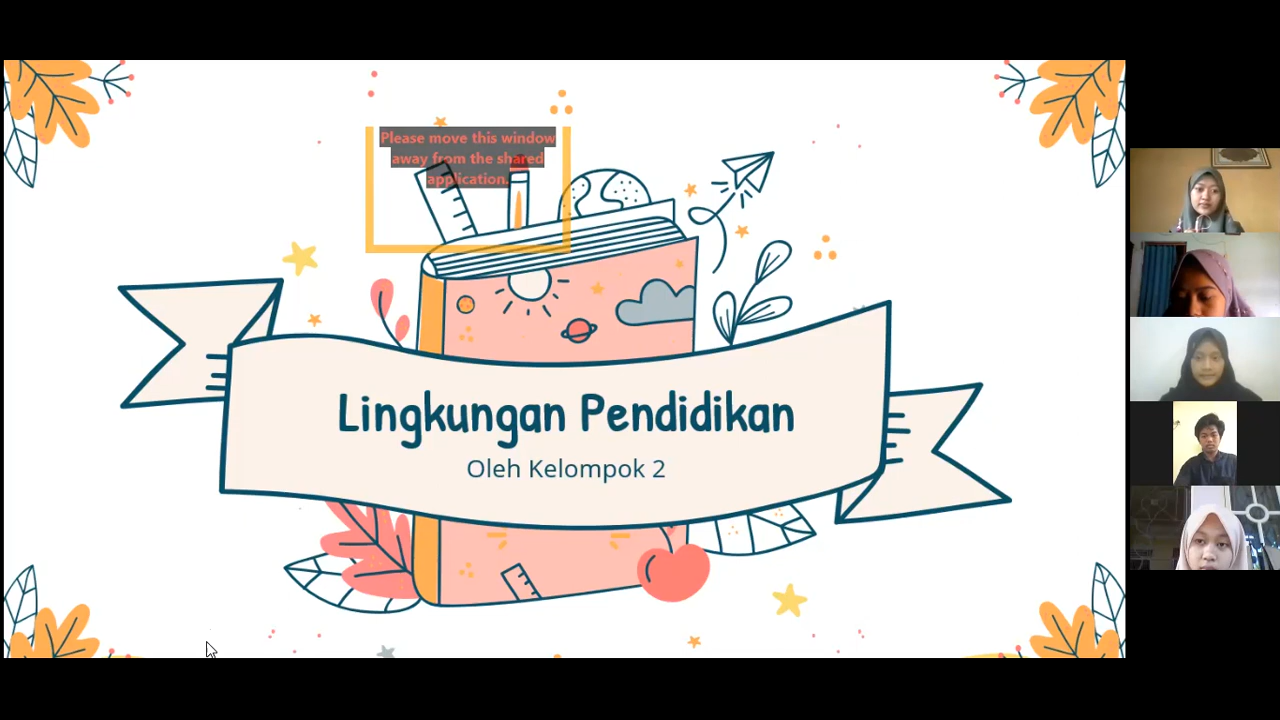 Please move this window
away from the shared
application.
Lingkungan Pendidikan
Oleh Kelompok 2